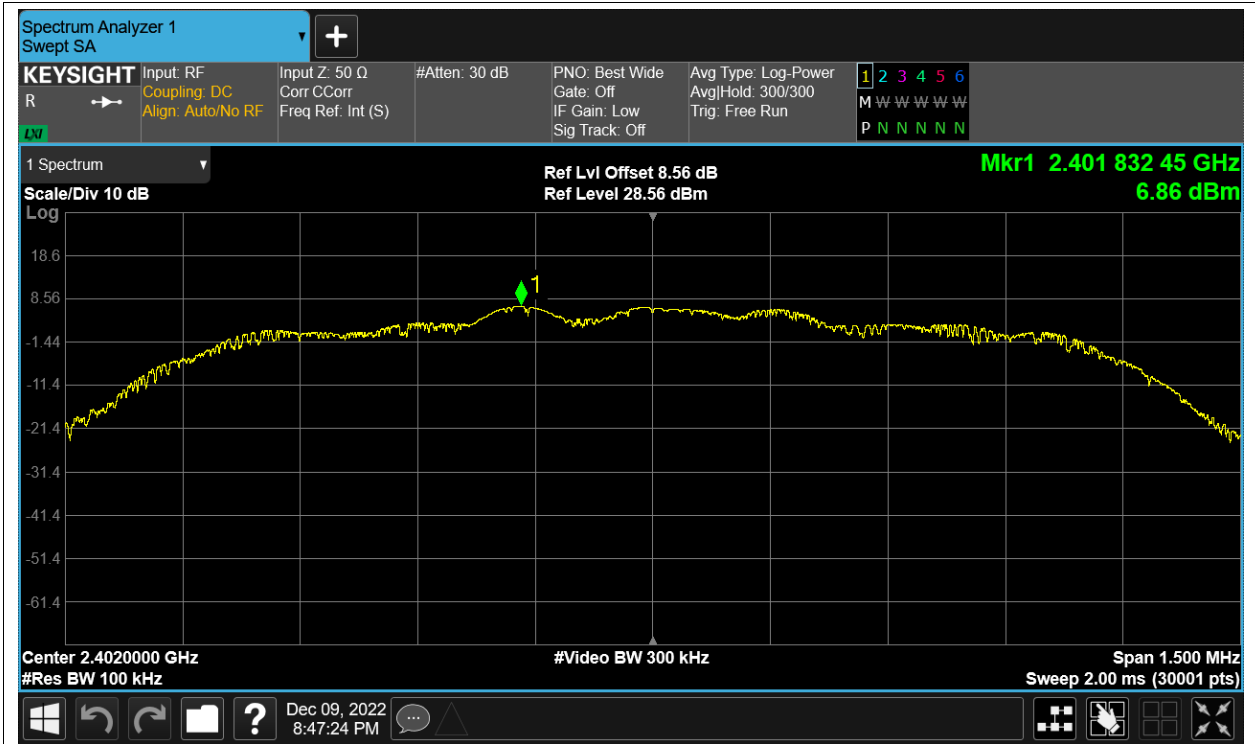 Spectrum Analyzer 1
Swept SA
KEYSIGHT
R
LXI
Input: RF
Coupling: DC
Align: Auto/No RF
Input Z: 50 Ω
Corr CCorr
Freq Ref: Int (S)
#Atten: 30 dB
PNO: Best Wide
Gate: Off
IF Gain: Low
Sig Track: Off
Avg Type: Log-Power
Avg|Hold: 300/300
Trig: Free Run
1 2 3 4 5 6
M W W W W W
P N N N N N
1 Spectrum
Scale/Div 10 dB
Log
Ref Lvl Offset 8.56 dB
Ref Level 28.56 dBm
Mkr1 2.401 832 45 GHz
6.86 dBm
18.6
8.56
-1.44
-11.4
-21.4
-31.4
-41.4
-51.4
-61.4
1
Center 2.4020000 GHz
#Res BW 100 kHz
#Video BW 300 kHz
Span 1.500 MHz
Sweep 2.00 ms (30001 pts)
?
Dec 09, 2022
8:47:24 PM